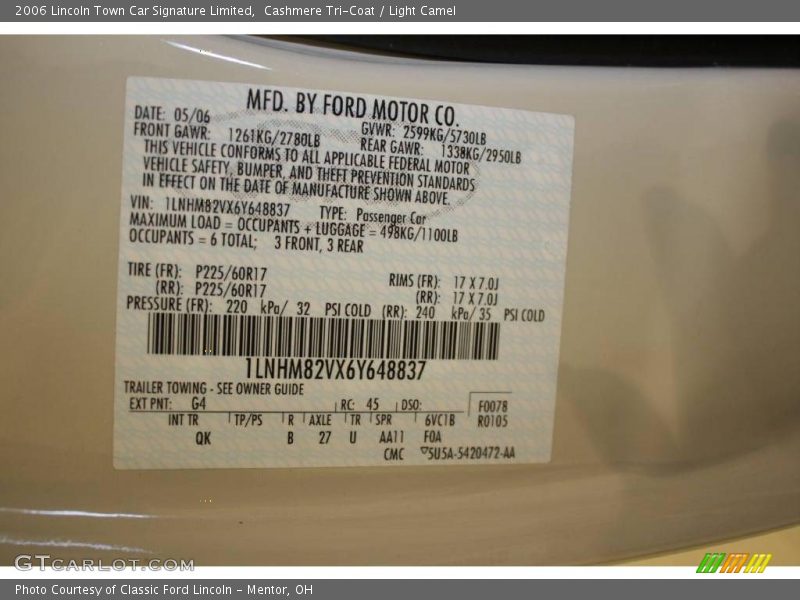 2006 Lincoln Town Car Signature Limited, Cashmere Tri-Coat / Light Camel
MFD. BY FORD MOTOR CO.
DATE: 05/06 GVWR: 2599KG/5730LB
FRONT GAWR: 1261KG/2780LB REAR GAWR: 1338KG/2950LB
THIS VEHICLE CONFORMS TO ALL APPLICABLE FEDERAL MOTOR
VEHICLE SAFETY, BUMPER, AND THEFT PREVENTION STANDARDS
IN EFFECT ON THE DATE OF MANUFACTURE SHOWN ABOVE.
VIN: 1LNHM82VX6Y648837 TYPE: Passenger Car
MAXIMUM LOAD = OCCUPANTS + LUGGAGE = 498KG/1100LB
OCCUPANTS = 6 TOTAL; 3 FRONT, 3 REAR
TIRE (FR): P225/60R17 RIMS (FR): 17 X 7.0J
(RR): P225/60R17 (RR): 17 X 7.0J
PRESSURE (FR): 220 kPa/ 32 PSI COLD (RR): 240 kPa/ 35 PSI COLD
1LNHM82VX6Y648837
TRAILER TOWING - SEE OWNER GUIDE
EXT PNT: G4 RC: 45 DSO: F0078
INT TR TP/PS R AXLE TR SPR 6VC1B R0105
QK B 27 U AA11 F0A
CMC ▽5U5A-5420472-AA
GTCARLOT.COM
Photo Courtesy of Classic Ford Lincoln - Mentor, OH